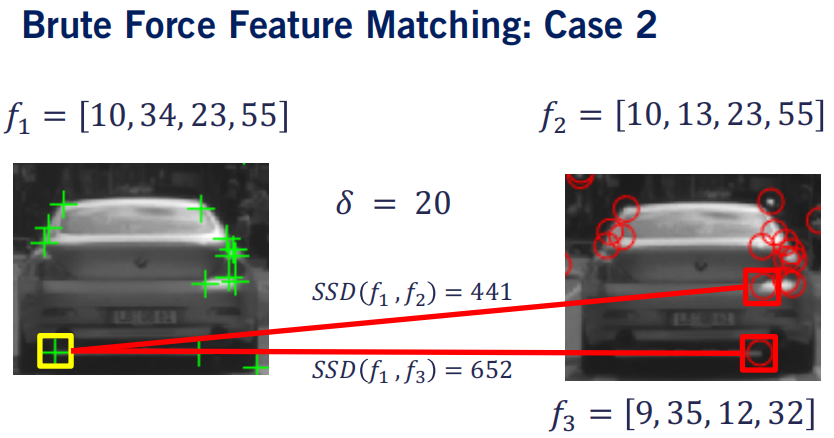 Brute Force Feature Matching: Case 2
f₁ = [10, 34, 23, 55]
f₂ = [10, 13, 23, 55]
δ = 20
SSD(f₁, f₂) = 441
SSD(f₁, f₃) = 652
f₃ = [9, 35, 12, 32]